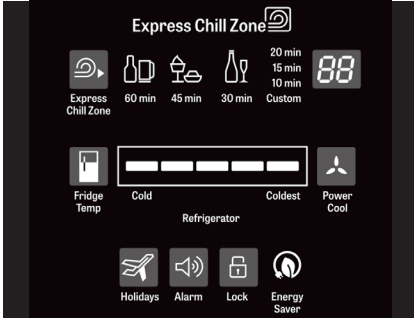 Express Chill Zone
20 min
15 min
88
10 min
Express
Chill Zone
60 min
45 min
30 min
Custom
Fridge
Temp
Cold
Coldest
Power
Cool
Refrigerator
Holidays
Alarm
Lock
Energy
Saver